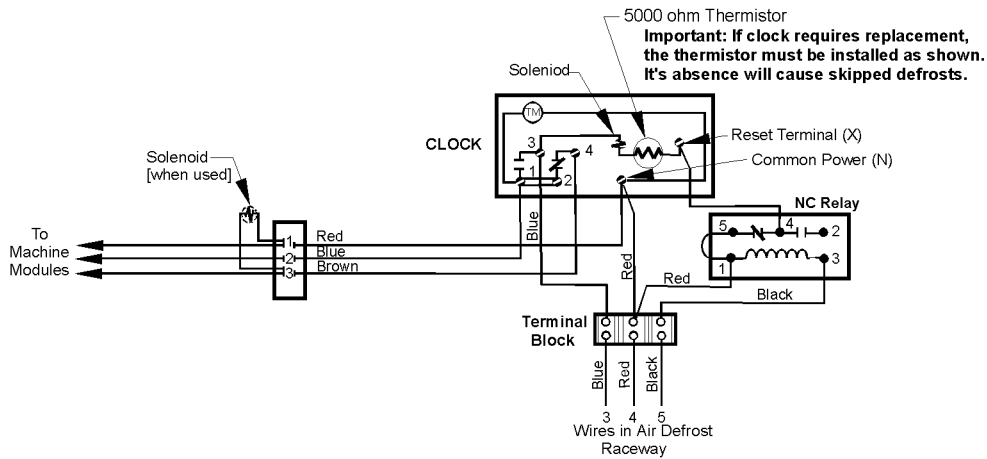 5000 ohm Thermistor
Important: If clock requires replacement,
the thermistor must be installed as shown.
It's absence will cause skipped defrosts.
Soleniod
TM
CLOCK
3
4
1
2
Reset Terminal (X)
Common Power (N)
Solenoid
[when used]
NC Relay
5
4
2
1
3
To
Machine
Modules
1
2
3
Red
Blue
Brown
Blue
Red
Red
Black
Terminal
Block
Blue
Red
Black
3
4
5
Wires in Air Defrost
Raceway